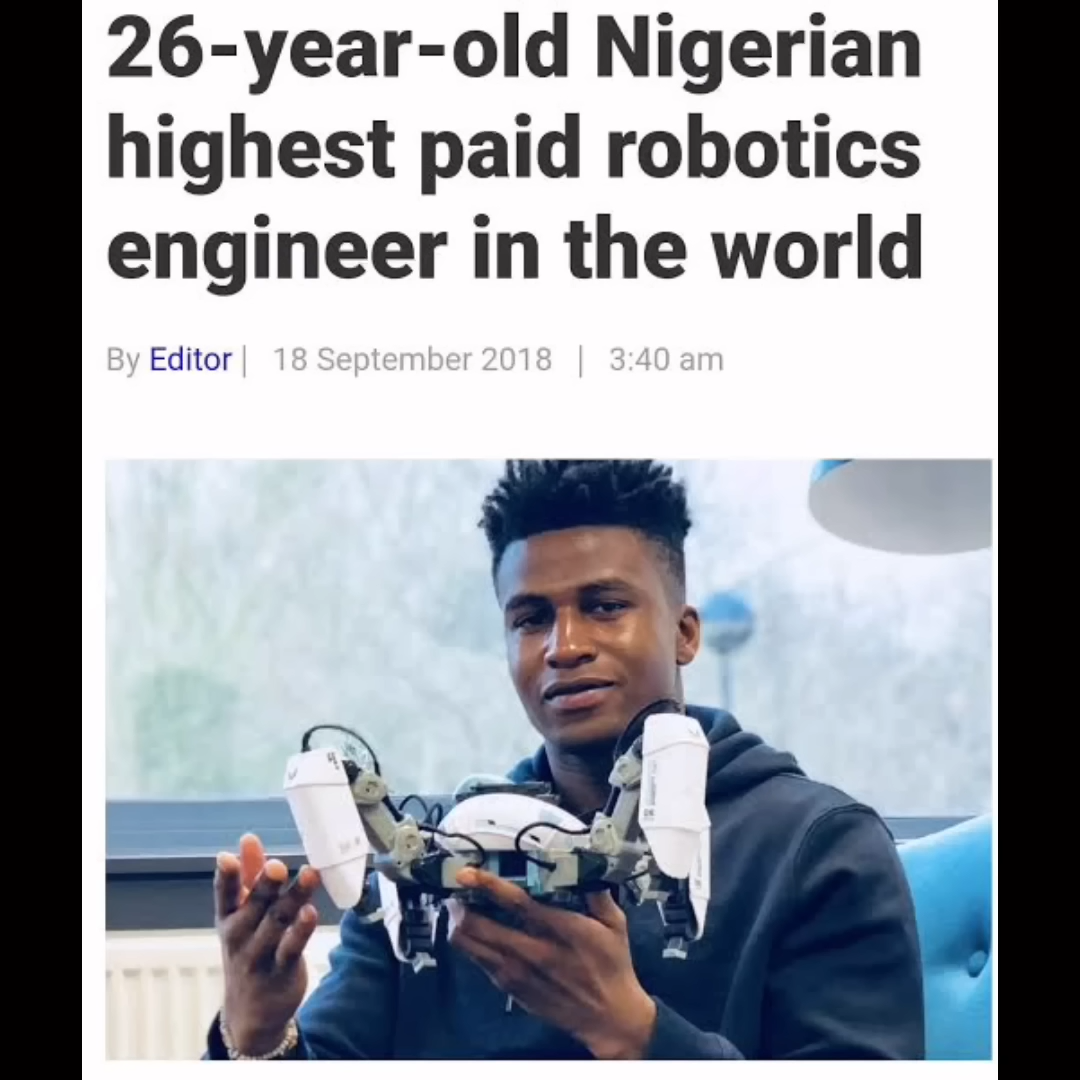 26-year-old Nigerian
highest paid robotics
engineer in the world
By Editor | 18 September 2018 | 3:40 am